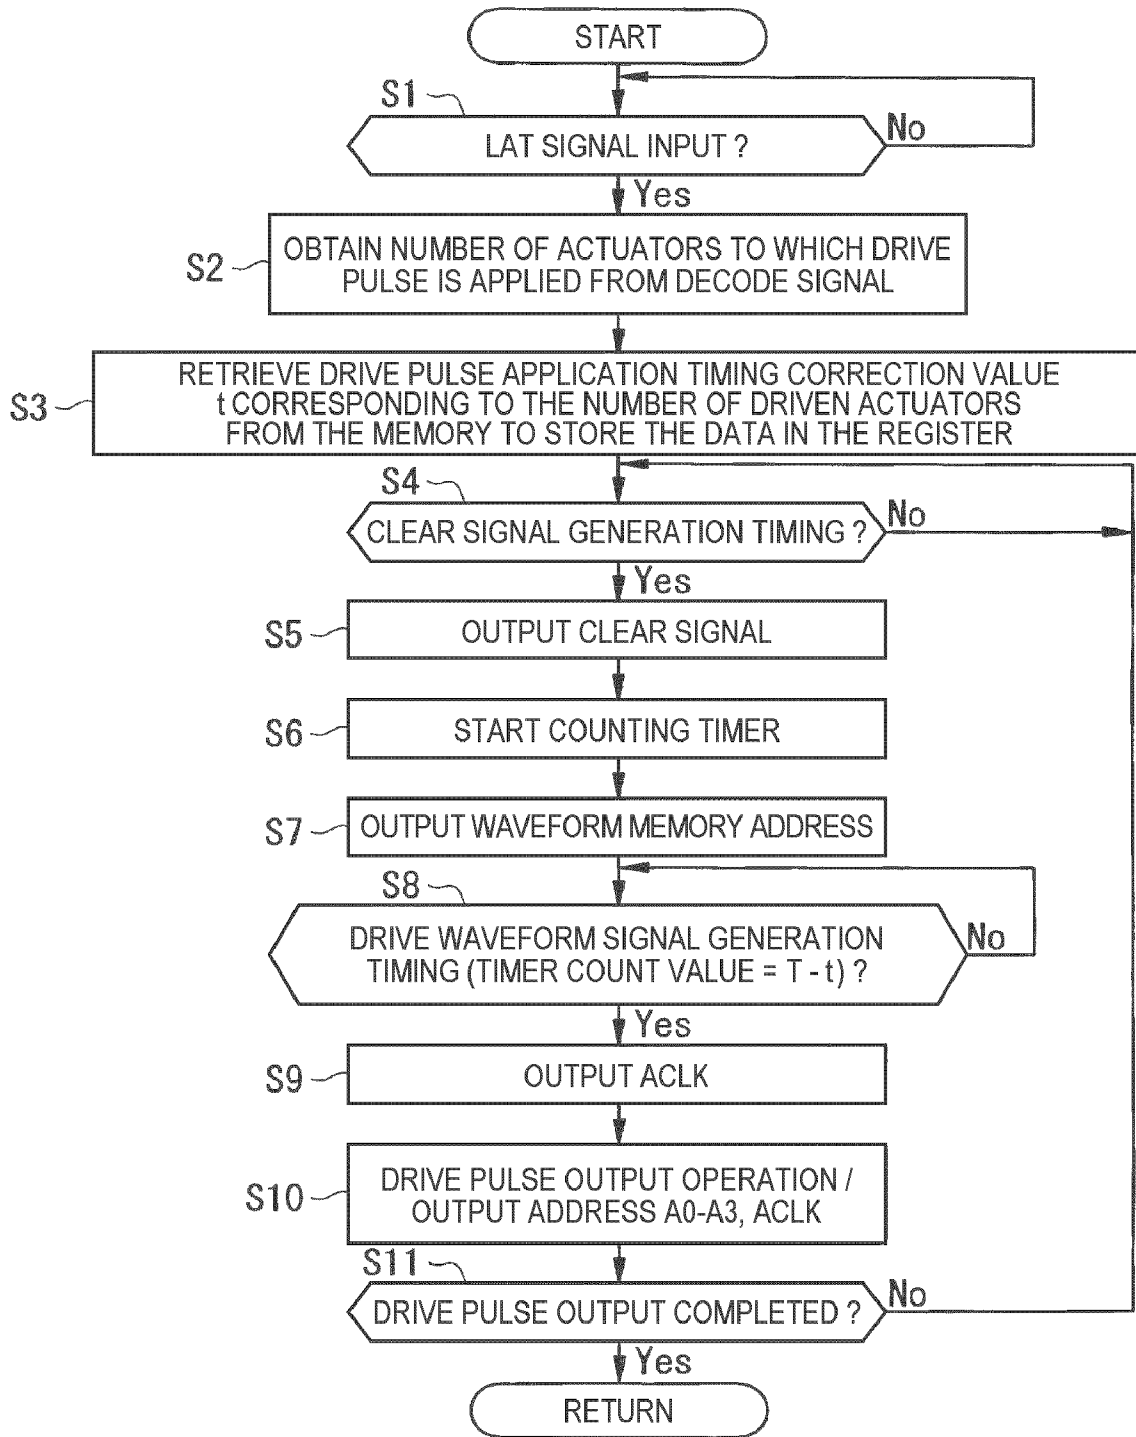 START
S1
LAT SIGNAL INPUT ?
No
Yes
S2
OBTAIN NUMBER OF ACTUATORS TO WHICH DRIVE
PULSE IS APPLIED FROM DECODE SIGNAL
S3
RETRIEVE DRIVE PULSE APPLICATION TIMING CORRECTION VALUE
t CORRESPONDING TO THE NUMBER OF DRIVEN ACTUATORS
FROM THE MEMORY TO STORE THE DATA IN THE REGISTER
S4
CLEAR SIGNAL GENERATION TIMING ?
No
Yes
S5
OUTPUT CLEAR SIGNAL
S6
START COUNTING TIMER
S7
OUTPUT WAVEFORM MEMORY ADDRESS
S8
DRIVE WAVEFORM SIGNAL GENERATION
TIMING (TIMER COUNT VALUE = T - t) ?
No
Yes
S9
OUTPUT ACLK
S10
DRIVE PULSE OUTPUT OPERATION /
OUTPUT ADDRESS A0-A3, ACLK
S11
DRIVE PULSE OUTPUT COMPLETED ?
No
Yes
RETURN